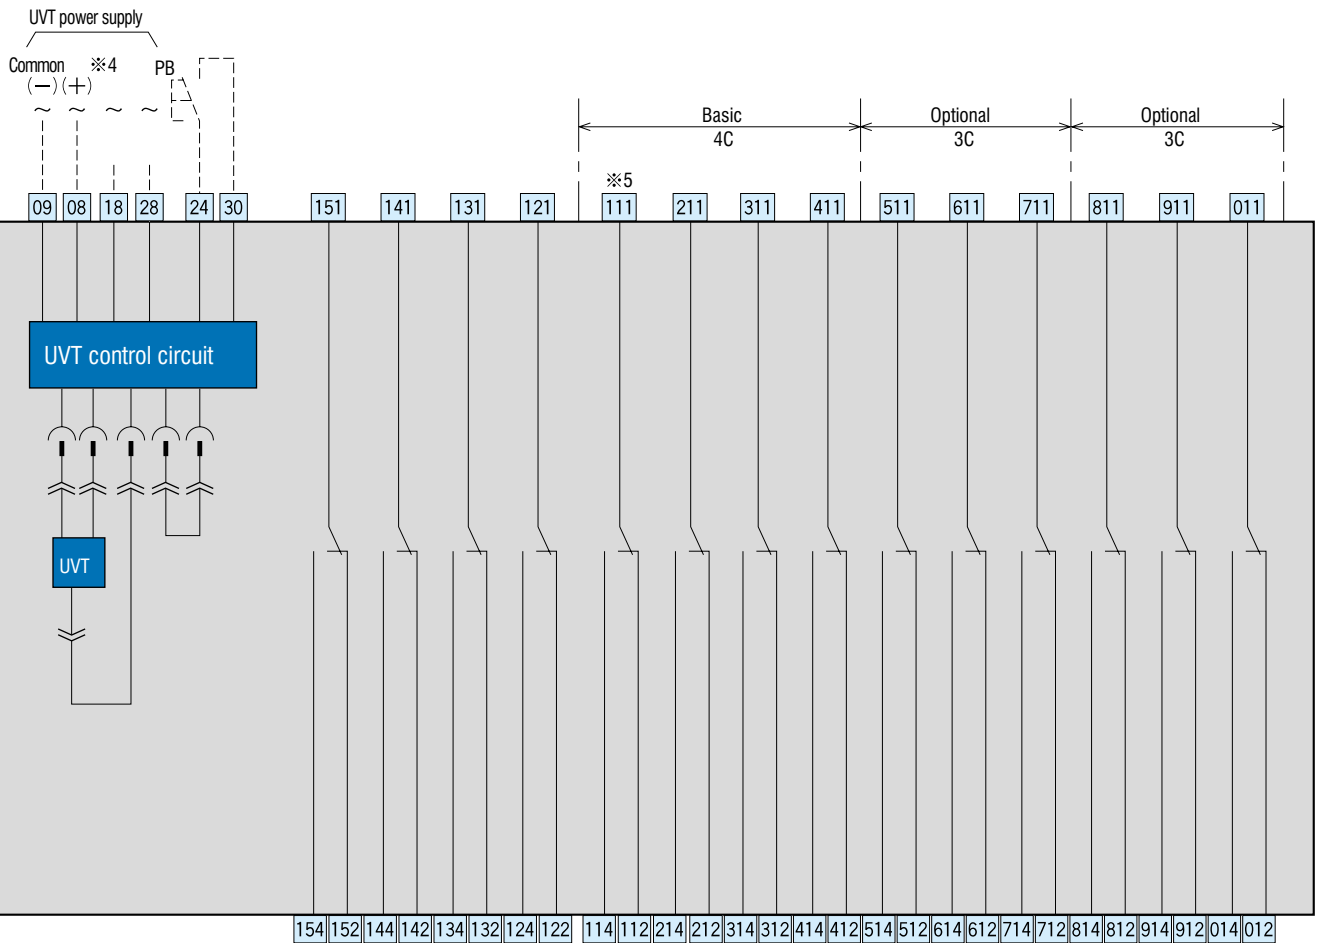 UVT power supply
Common ※4 PB
(−) (+)
~ ~ ~ ~
Basic Optional Optional
4C 3C 3C
※5
09 08 18 28 24 30 151 141 131 121 111 211 311 411 511 611 711 811 911 011
UVT control circuit
UVT
154 152 144 142 134 132 124 122 114 112 214 212 314 312 414 412 514 512 614 612 714 712 814 812 914 912 014 012